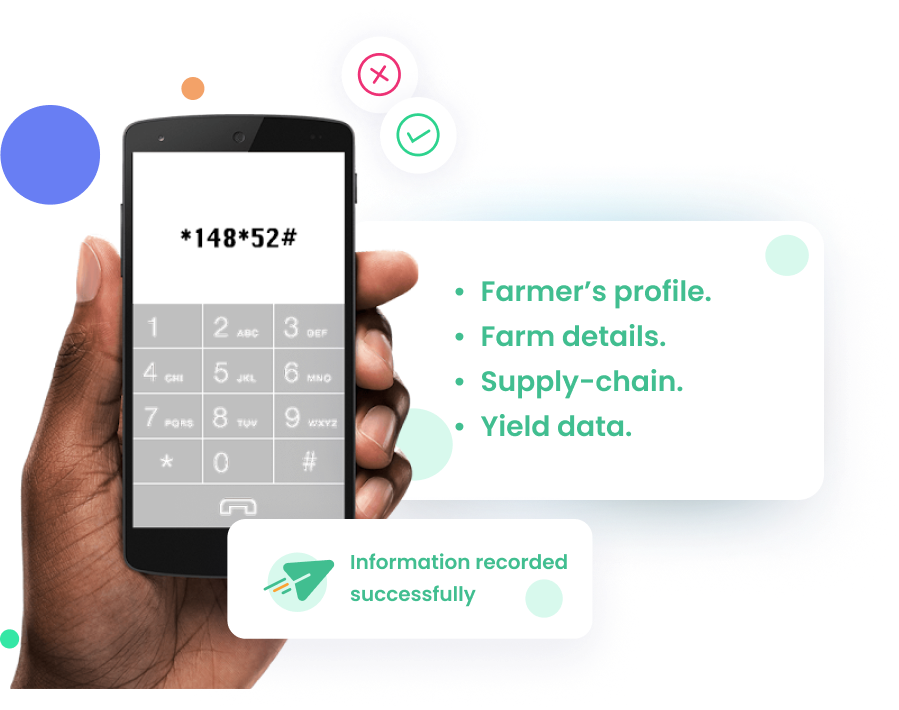 *148*52#
1 2 ABC 3 DEF
4 GHI 5 JKL 6 MNO
7 PQRS 8 TUV 9 WXYZ
* 0 #
• Farmer’s profile.
• Farm details.
• Supply-chain.
• Yield data.
Information recorded
successfully